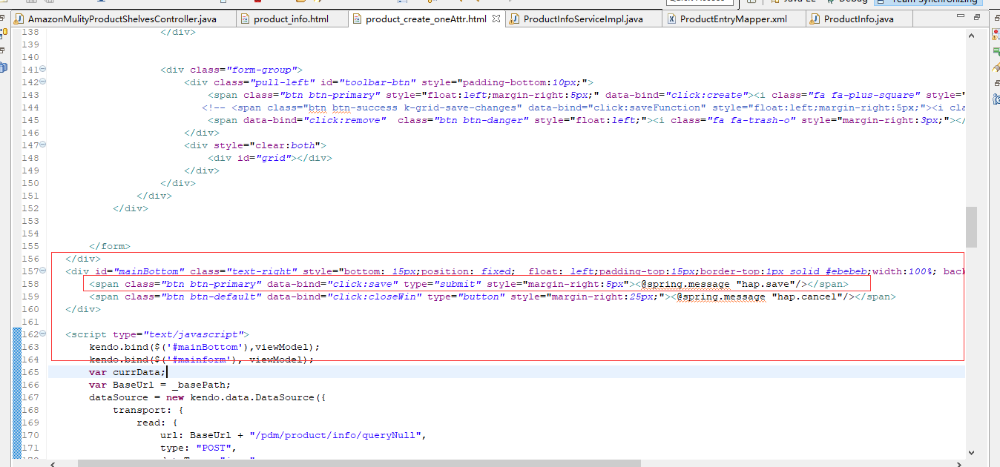 Java EE Debug Team Synchronizing
AmazonMulityProductShelvesController.java product_info.html product_create_oneAttr.html ProductInfoServiceImpl.java ProductEntryMapper.xml ProductInfo.java
138 </div>
139
140
141 <div class="form-group">
142 <div class="pull-left" id="toolbar-btn" style="padding-bottom:10px;">
143 <span class="btn btn-primary" style="float:left;margin-right:5px;" data-bind="click:create"><i class="fa fa-plus-square" style="
144 <!-- <span class="btn btn-success k-grid-save-changes" data-bind="click:saveFunction" style="float:left;margin-right:5px;"><i cla
145 <span data-bind="click:remove" class="btn btn-danger" style="float:left;"><i class="fa fa-trash-o" style="margin-right:3px;"></
146 </div>
147 <div style="clear:both">
148 <div id="grid"></div>
149 </div>
150 </div>
151 </div>
152 </div>
153
154
155 </form>
156 </div>
157 <div id="mainBottom" class="text-right" style="bottom: 15px;position: fixed; float: left;padding-top:15px;border-top:1px solid #ebebeb;width:100%; bac
158 <span class="btn btn-primary" data-bind="click:save" type="submit" style="margin-right:5px"><@spring.message "hap.save"/></span>
159 <span class="btn btn-default" data-bind="click:closeWin" type="button" style="margin-right:25px;"><@spring.message "hap.cancel"/></span>
160 </div>
161
162 <script type="text/javascript">
163 kendo.bind($('#mainBottom'),viewModel);
164 kendo.bind($('#mainform'), viewModel);
165 var currData;
166 var BaseUrl = _basePath;
167 dataSource = new kendo.data.DataSource({
168 transport: {
169 read: {
170 url: BaseUrl + "/pdm/product/info/queryNull",
171 type: "POST",